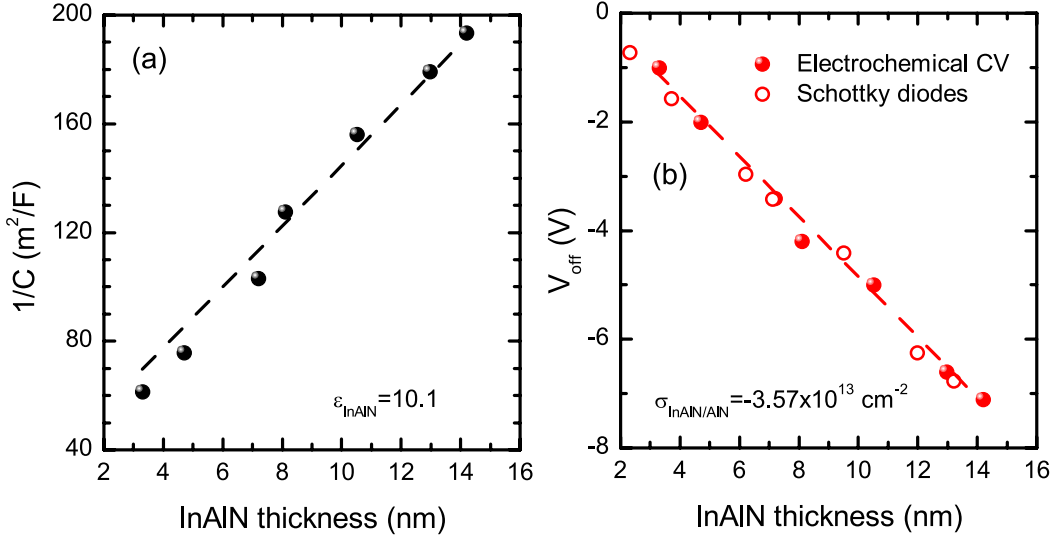 (a)
200
160
120
80
40
1/C (m²/F)
2 4 6 8 10 12 14 16
InAlN thickness (nm)
ε_InAlN=10.1
(b)
0
-2
-4
-6
-8
V_off (V)
Electrochemical CV
Schottky diodes
σ_InAlN/AlN=-3.57x10¹³ cm⁻²
2 4 6 8 10 12 14 16
InAlN thickness (nm)